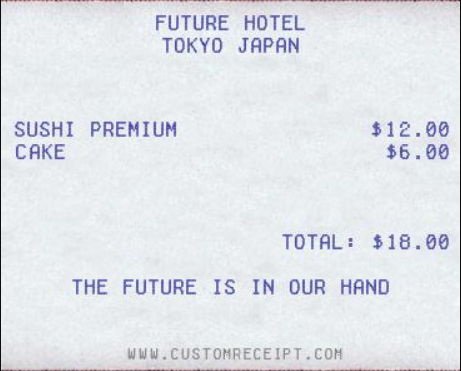 FUTURE HOTEL
TOKYO JAPAN
SUSHI PREMIUM $12.00
CAKE $6.00
TOTAL: $18.00
THE FUTURE IS IN OUR HAND
WWW.CUSTOMRECEIPT.COM